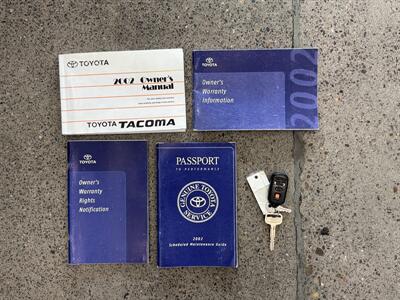 TOYOTA
2002 Owner's
Manual
TOYOTA TACOMA
TOYOTA
Owner's
Warranty
Information
2002
TOYOTA
Owner's
Warranty
Rights
Notification
PASSPORT
TO PERFORMANCE
GENUINE TOYOTA
SERVICE
2002
Scheduled Maintenance Guide